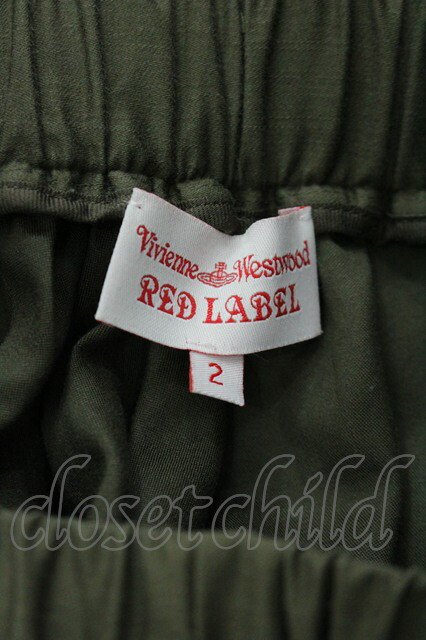 Vivienne Westwood
RED LABEL
2
closetchild